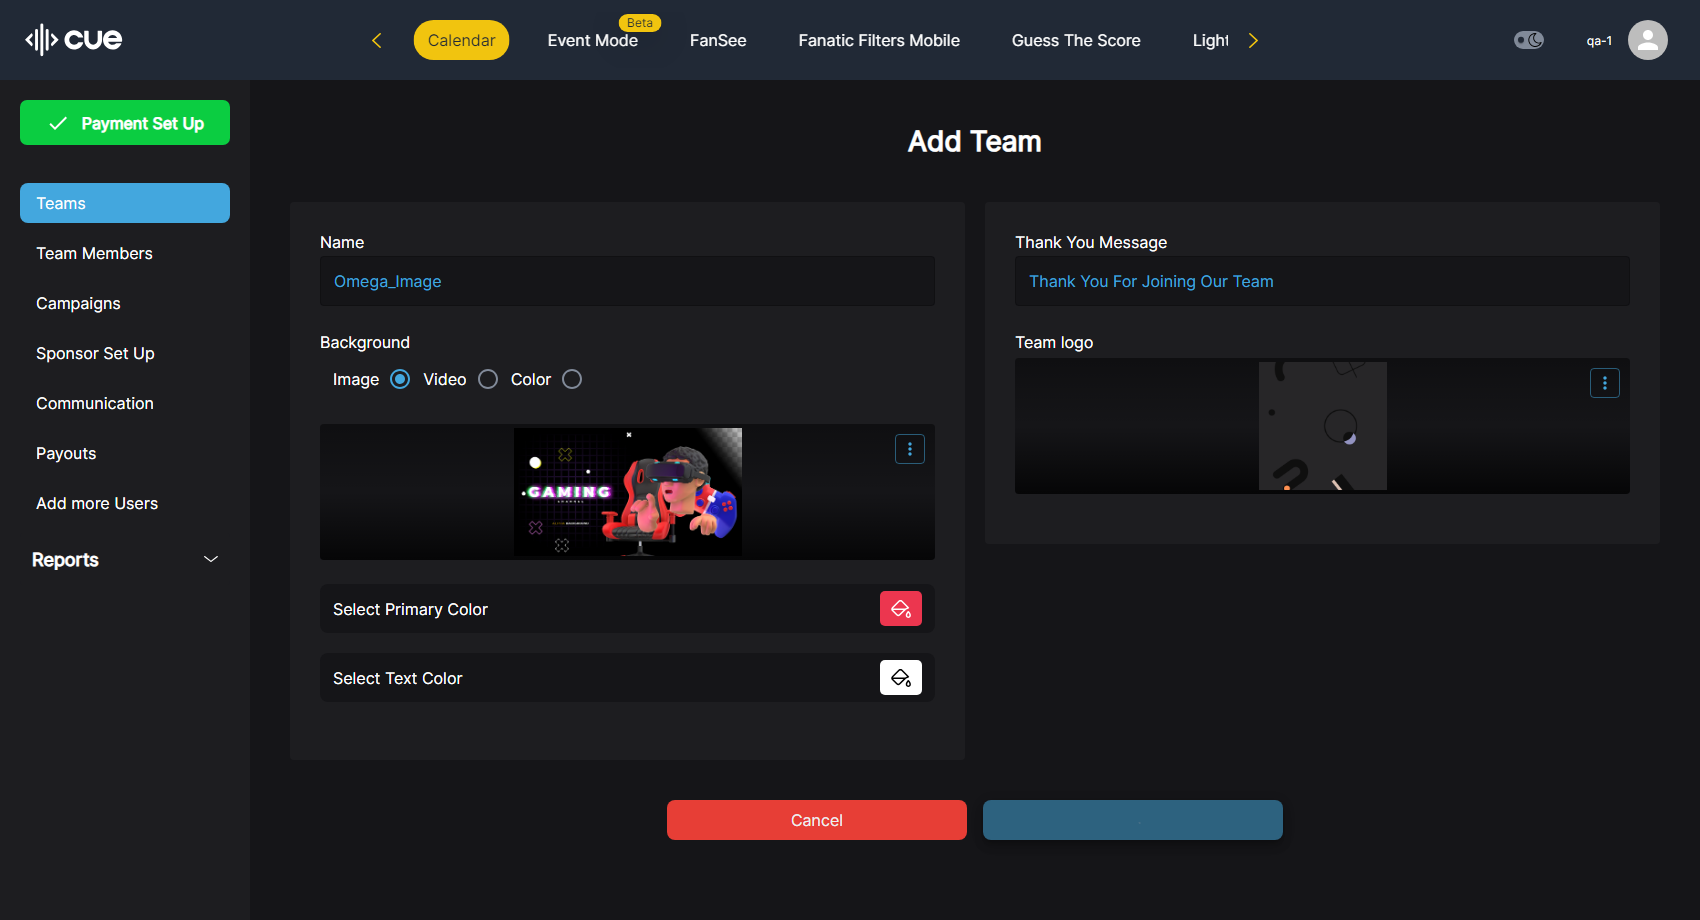 cue
Calendar
Event Mode
Beta
FanSee
Fanatic Filters Mobile
Guess The Score
Light
qa-1
Payment Set Up
Teams
Team Members
Campaigns
Sponsor Set Up
Communication
Payouts
Add more Users
Reports
Add Team
Name
Omega_Image
Background
Image
Video
Color
GAMING
Select Primary Color
Select Text Color
Thank You Message
Thank You For Joining Our Team
Team logo
Cancel